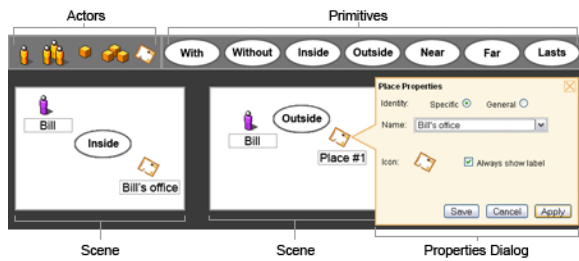 Actors Primitives
With Without Inside Outside Near Far Lasts
Bill
Inside
Bill's office
Outside
Bill
Place #1
Place Properties
Identity: Specific General
Name: Bill's office
Icon: Always show label
Save Cancel Apply
Scene Scene Properties Dialog